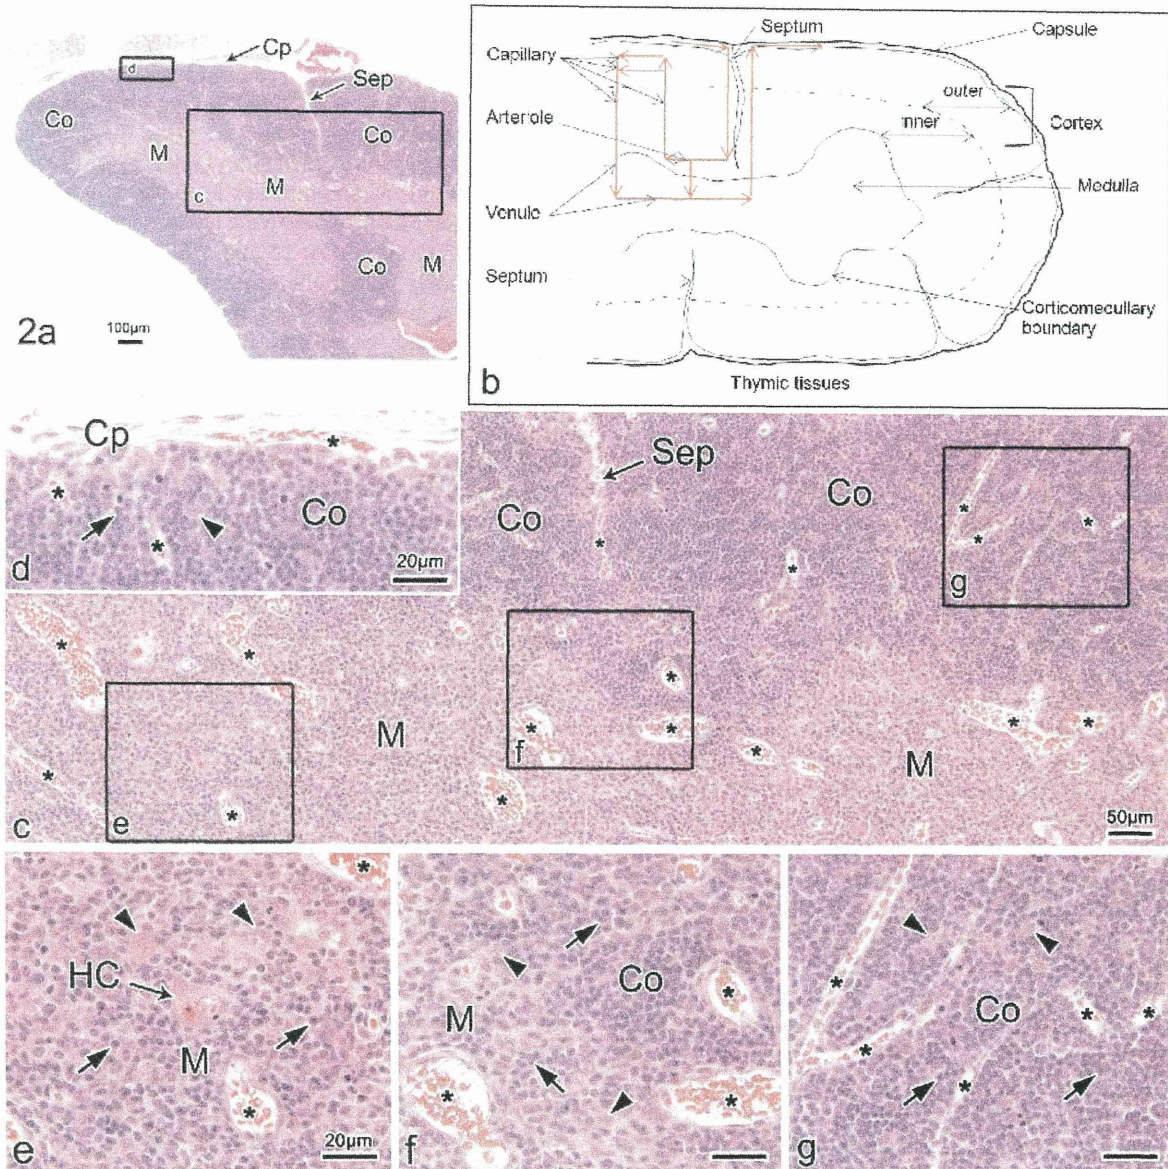 Cp
d
Sep
Co
Co
M
M
c
Co
M
2a
100µm
Septum
Capsule
Capillary
outer
Arteriole
inner
Cortex
Medulla
Venule
Septum
Corticomecullary
boundary
b
Thymic tissues
Cp
*
*
Co
*
d
20µm
Sep
Co
Co
*
*
*
*
*
g
*
*
*
M
*
*
*
*
*
f
*
M
*
*
*
c
e
50µm
*
HC
M
*
e
20µm
Co
*
M
*
*
f
*
Co
*
*
*
*
g